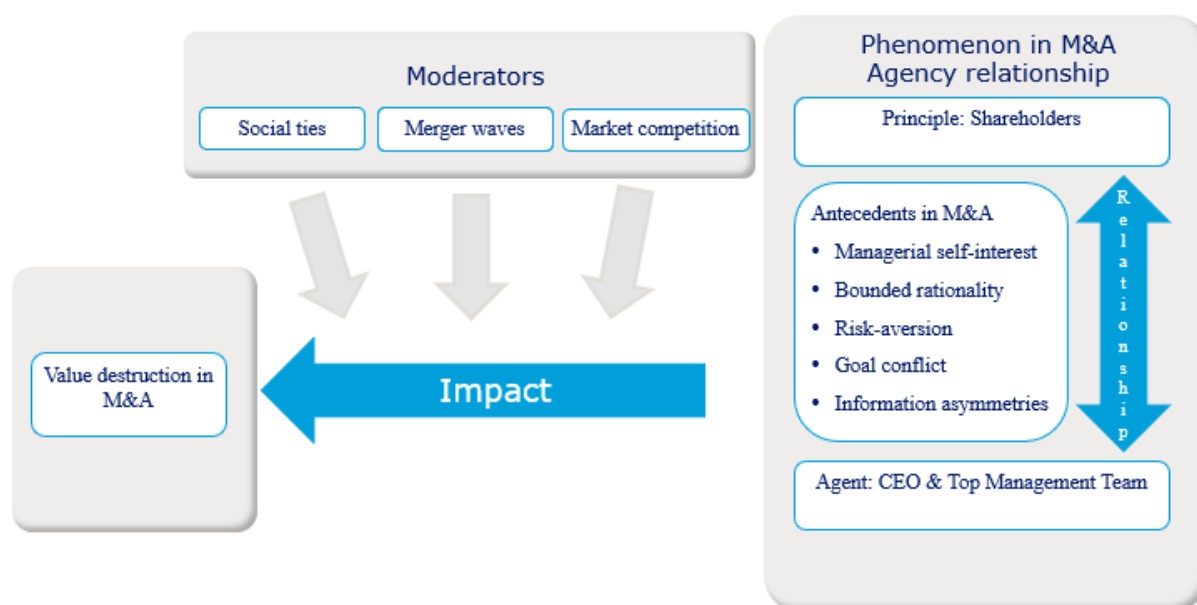 Moderators
Social ties
Merger waves
Market competition
Phenomenon in M&A
Agency relationship
Principle: Shareholders
Antecedents in M&A
• Managerial self-interest
• Bounded rationality
• Risk-aversion
• Goal conflict
• Information asymmetries
Relationship
Agent: CEO & Top Management Team
Value destruction in
M&A
Impact